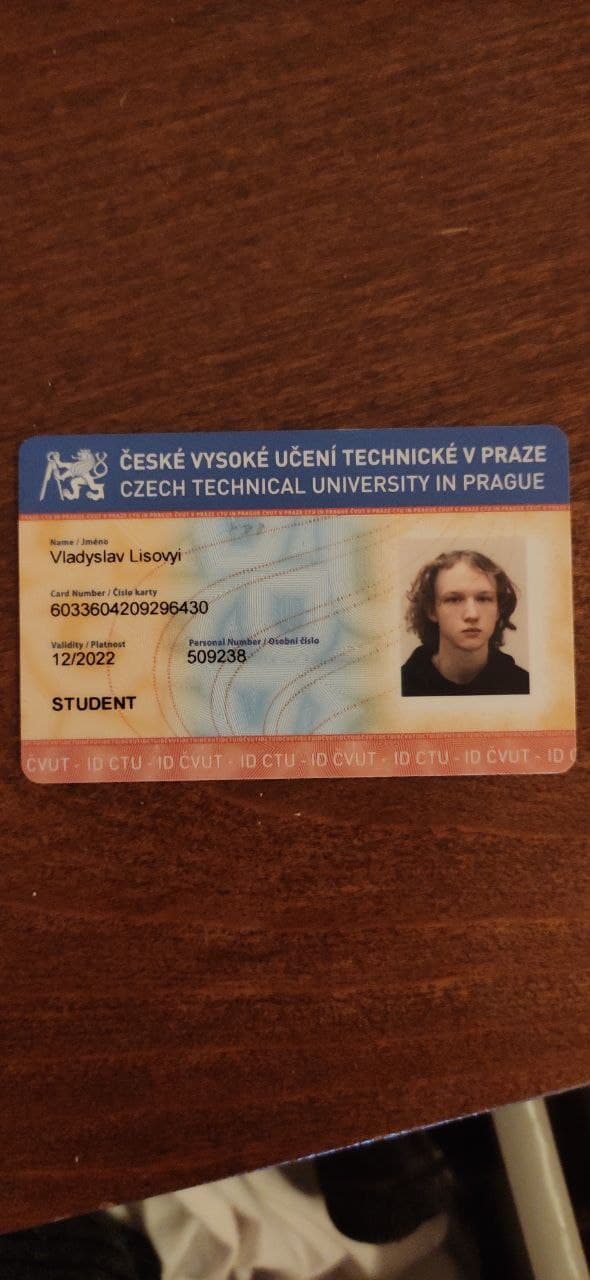 ČESKÉ VYSOKÉ UČENÍ TECHNICKÉ V PRAZE
CZECH TECHNICAL UNIVERSITY IN PRAGUE
Name / Jméno
Vladyslav Lisovyi
Card Number / Číslo karty
6033604209296430
Validity / Platnost
12/2022
Personal Number / Osobní číslo
509238
STUDENT
ČVUT - ID CTU - ID ČVUT - ID CTU - ID ČVUT - ID CTU - ID ČVUT - ID CTU - ID